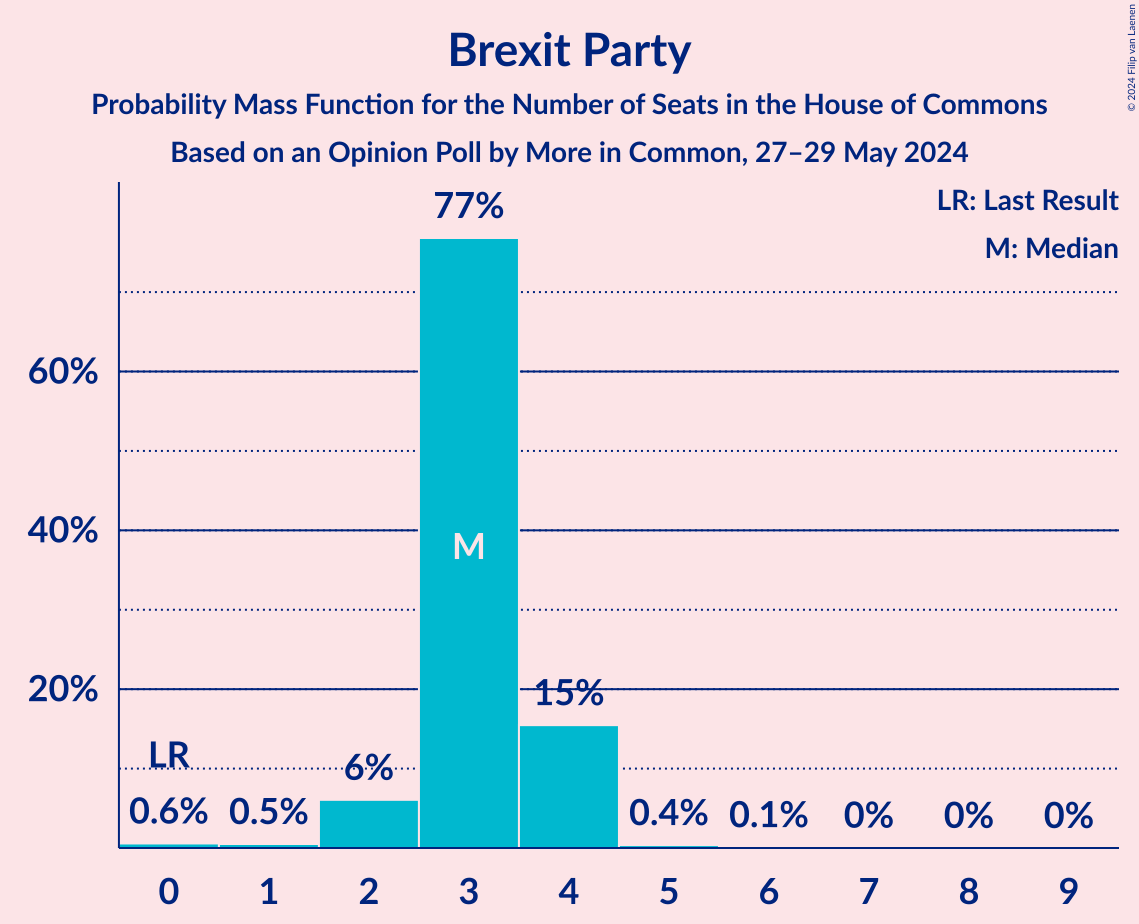 Brexit Party
Probability Mass Function for the Number of Seats in the House of Commons
Based on an Opinion Poll by More in Common, 27–29 May 2024
© 2024 Filip van Laenen
LR: Last Result
M: Median
77%
60%
40%
M
20%
15%
LR
6%
0.6% 0.5% 0.4% 0.1% 0% 0% 0%
0 1 2 3 4 5 6 7 8 9